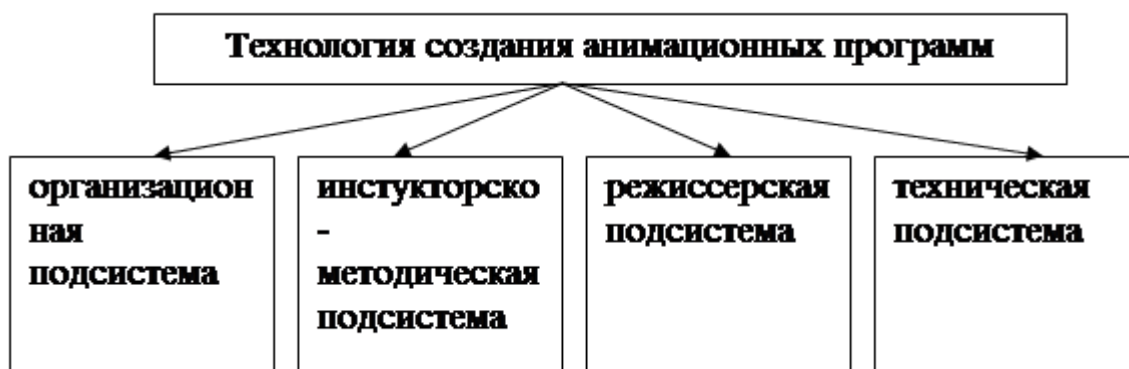 Технология создания анимационных программ
организацион
ная
подсистема
инстукторско
-
методическая
подсистема
режиссерская
подсистема
техническая
подсистема